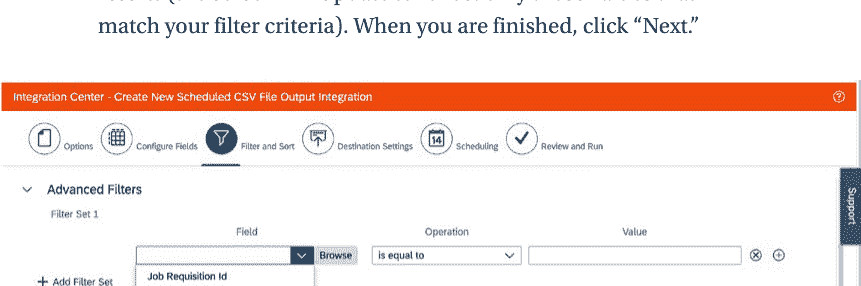 match your filter criteria). When you are finished, click “Next.”
Integration Center - Create New Scheduled CSV File Output Integration
Options Configure Fields Filter and Sort Destination Settings 14 Scheduling Review and Run
Advanced Filters
Support
Filter Set 1
Field Operation Value
Browse is equal to
Job Requisition Id
+ Add Filter Set